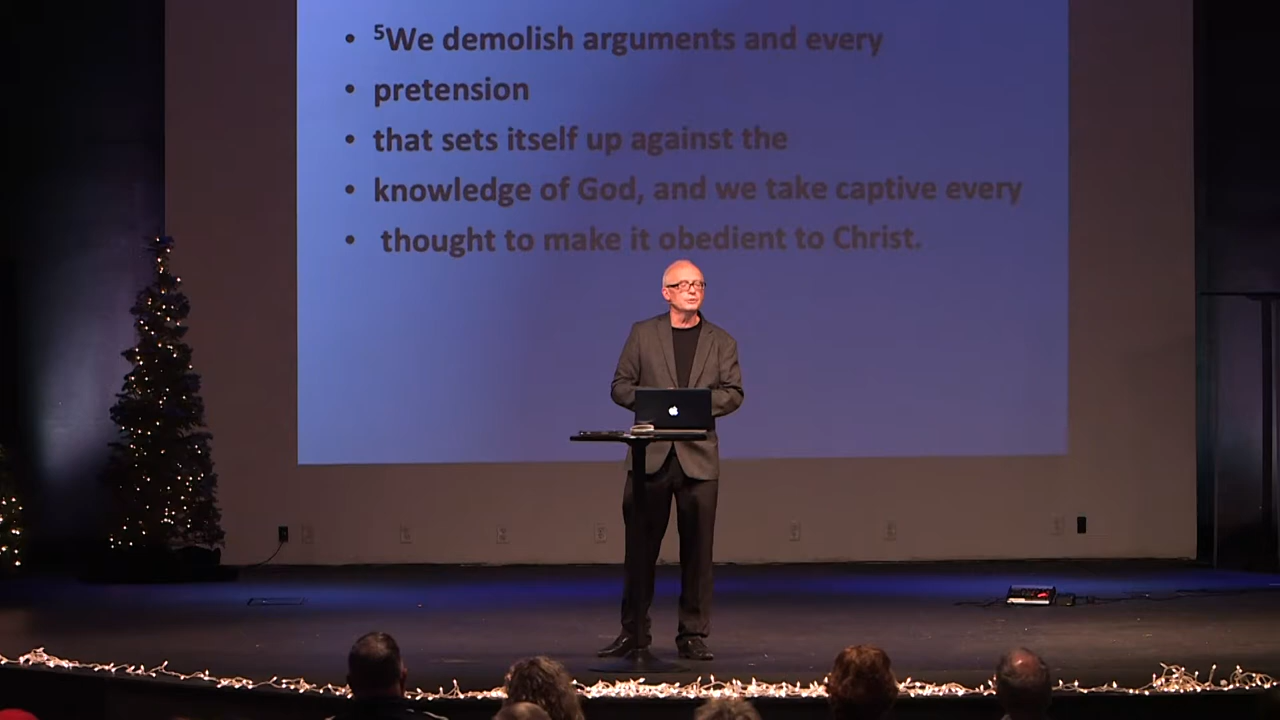 • ⁵We demolish arguments and every
• pretension
• that sets itself up against the
• knowledge of God, and we take captive every
• thought to make it obedient to Christ.